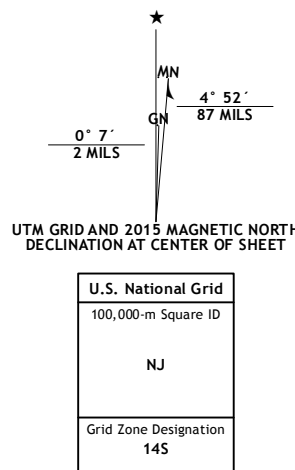 ★
MN
4° 52´
87 MILS
GN
0° 7´
2 MILS
UTM GRID AND 2015 MAGNETIC NORTH
DECLINATION AT CENTER OF SHEET
U.S. National Grid
100,000-m Square ID
NJ
Grid Zone Designation
14S